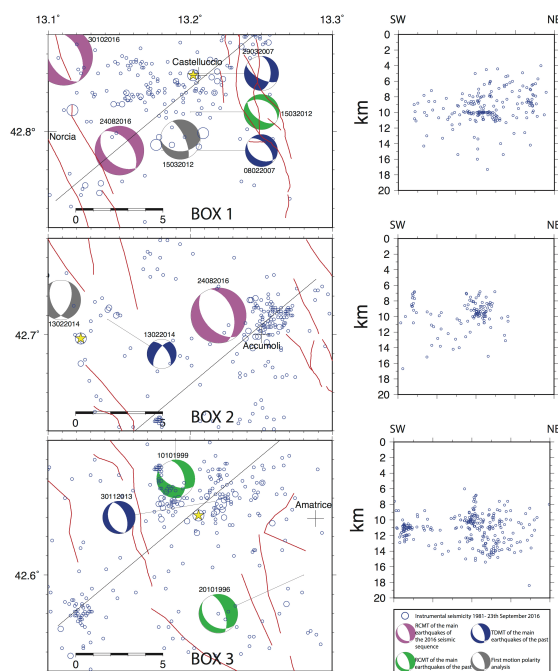 13.1° 13.2° 13.3°
30102016
Castelluccio
29032007
15032012
42.8°
Norcia
24082016
15032012
08022007
0 5
BOX 1
SW NE
0
2
4
6
8
10
12
14
16
18
20
km
24082016
13022014
13022014
42.7°
Accumoli
0 5
BOX 2
SW NE
0
2
4
6
8
10
12
14
16
18
20
km
10101999
30112013
Amatrice
42.6°
20101996
0 5
BOX 3
SW NE
0
2
4
6
8
10
12
14
16
18
20
km
Instrumental seismicity 1981- 23th September 2016
RCMT of the main
earthquakes of
the 2016 seismic
sequence
TDMT of the main
earthquakes of the past
RCMT of the main
earthquakes of the past
First motion polarity
analysis